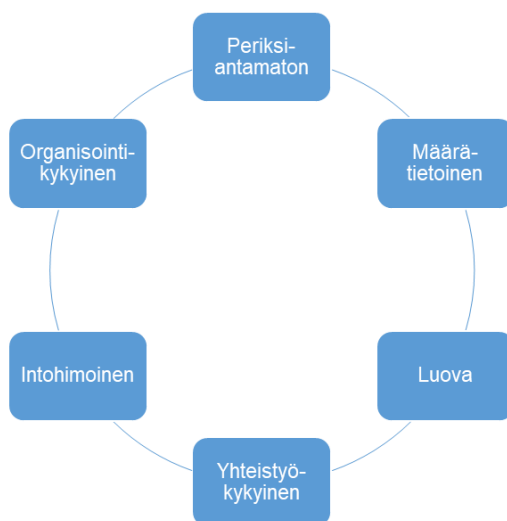 Periksi-
antamaton
Määrä-
tietoinen
Luova
Yhteistyö-
kykyinen
Intohimoinen
Organisointi-
kykyinen